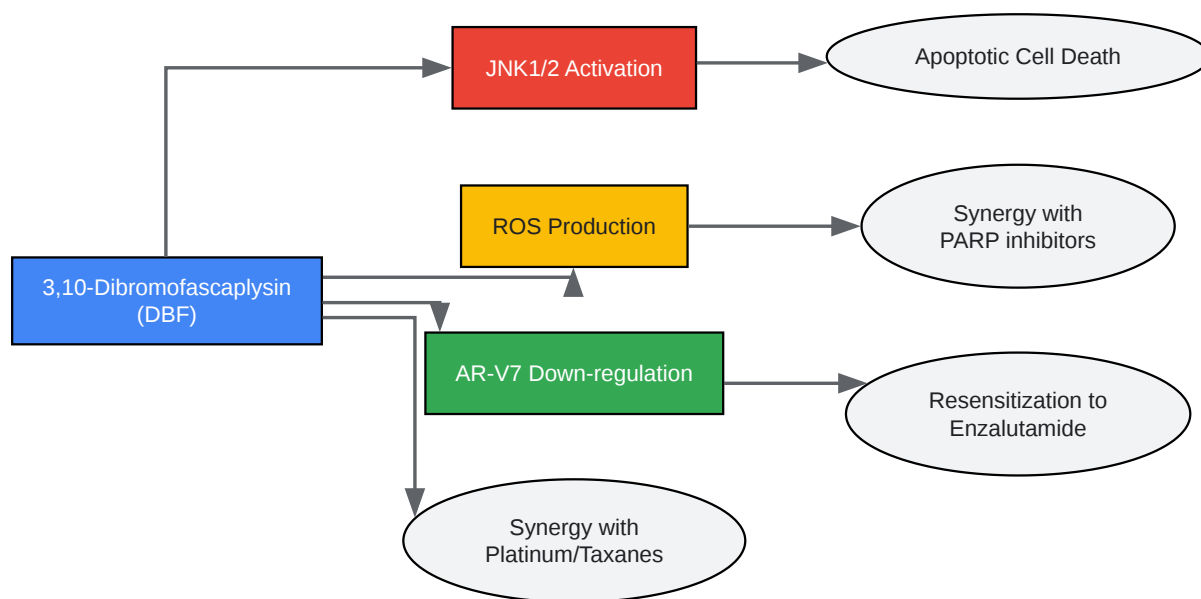 JNK1/2 Activation
Apoptotic Cell Death
ROS Production
Synergy with
PARP inhibitors
3,10-Dibromofascaplysin
(DBF)
AR-V7 Down-regulation
Resensitization to
Enzalutamide
Synergy with
Platinum/Taxanes